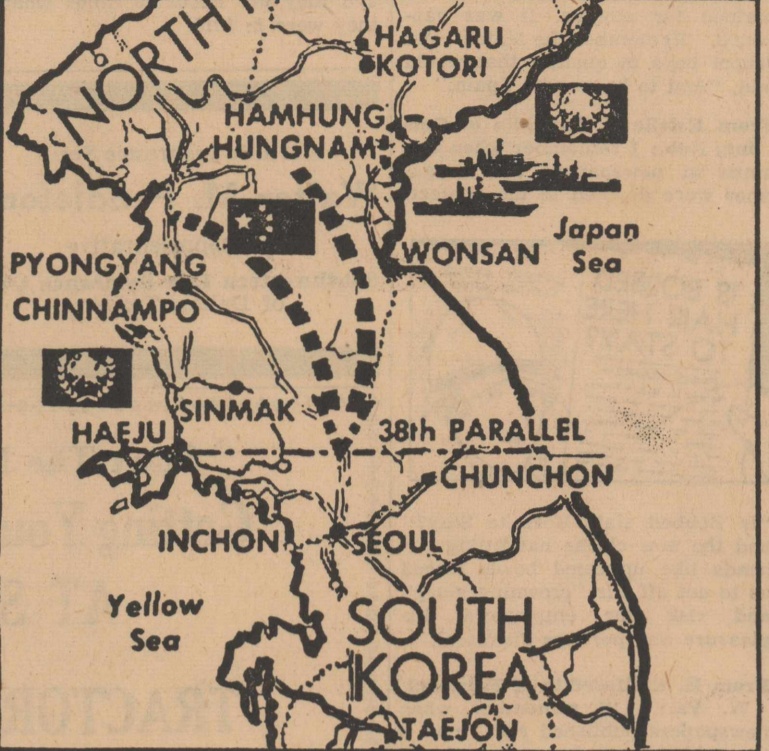 NORTH
HAGARU
KOTORI
HAMHUNG
HUNGNAM
Japan
Sea
WONSAN
PYONGYANG
CHINNAMPO
SINMAK
HAEJU
38th PARALLEL
CHUNCHON
INCHON
SEOUL
Yellow
Sea
SOUTH
KOREA
TAEJON